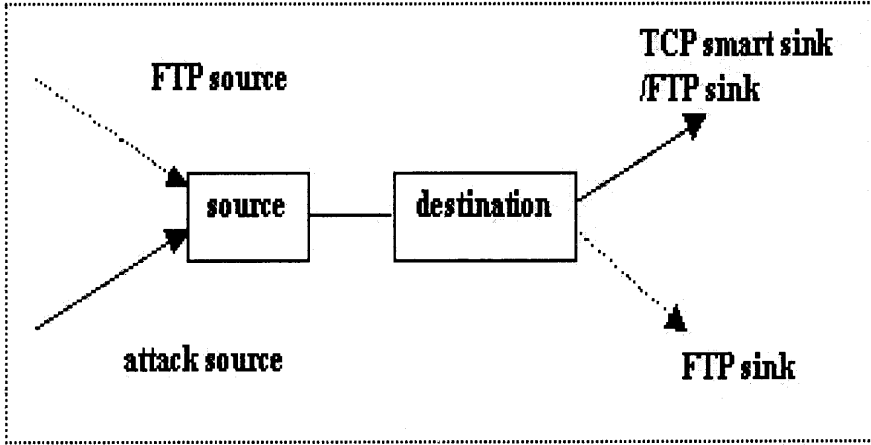 TCP smart sink
/FTP sink
FTP source
source
destination
attack source
FTP sink